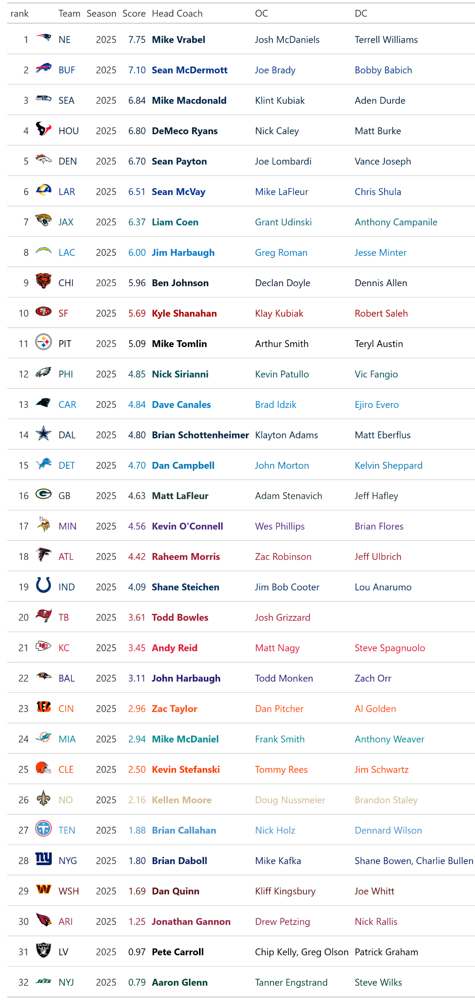 rank Team Season Score Head Coach OC DC
1 NE 2025 7.75 Mike Vrabel Josh McDaniels Terrell Williams
2 BUF 2025 7.10 Sean McDermott Joe Brady Bobby Babich
3 SEA 2025 6.84 Mike Macdonald Klint Kubiak Aden Durde
4 HOU 2025 6.80 DeMeco Ryans Nick Caley Matt Burke
5 DEN 2025 6.70 Sean Payton Joe Lombardi Vance Joseph
6 LAR 2025 6.51 Sean McVay Mike LaFleur Chris Shula
7 JAX 2025 6.37 Liam Coen Grant Udinski Anthony Campanile
8 LAC 2025 6.00 Jim Harbaugh Greg Roman Jesse Minter
9 CHI 2025 5.96 Ben Johnson Declan Doyle Dennis Allen
10 SF 2025 5.69 Kyle Shanahan Klay Kubiak Robert Saleh
11 PIT 2025 5.09 Mike Tomlin Arthur Smith Teryl Austin
12 PHI 2025 4.85 Nick Sirianni Kevin Patullo Vic Fangio
13 CAR 2025 4.84 Dave Canales Brad Idzik Ejiro Evero
14 DAL 2025 4.80 Brian Schottenheimer Klayton Adams Matt Eberflus
15 DET 2025 4.70 Dan Campbell John Morton Kelvin Sheppard
16 GB 2025 4.63 Matt LaFleur Adam Stenavich Jeff Hafley
17 MIN 2025 4.56 Kevin O'Connell Wes Phillips Brian Flores
18 ATL 2025 4.42 Raheem Morris Zac Robinson Jeff Ulbrich
19 IND 2025 4.09 Shane Steichen Jim Bob Cooter Lou Anarumo
20 TB 2025 3.61 Todd Bowles Josh Grizzard
21 KC 2025 3.45 Andy Reid Matt Nagy Steve Spagnuolo
22 BAL 2025 3.11 John Harbaugh Todd Monken Zach Orr
23 CIN 2025 2.96 Zac Taylor Dan Pitcher Al Golden
24 MIA 2025 2.94 Mike McDaniel Frank Smith Anthony Weaver
25 CLE 2025 2.50 Kevin Stefanski Tommy Rees Jim Schwartz
26 NO 2025 2.16 Kellen Moore Doug Nussmeier Brandon Staley
27 TEN 2025 1.88 Brian Callahan Nick Holz Dennard Wilson
28 ny NYG 2025 1.80 Brian Daboll Mike Kafka Shane Bowen, Charlie Bullen
29 W WSH 2025 1.69 Dan Quinn Kliff Kingsbury Joe Whitt
30 ARI 2025 1.25 Jonathan Gannon Drew Petzing Nick Rallis
31 RAIDERS LV 2025 0.97 Pete Carroll Chip Kelly, Greg Olson Patrick Graham
32 JETS NYJ 2025 0.79 Aaron Glenn Tanner Engstrand Steve Wilks